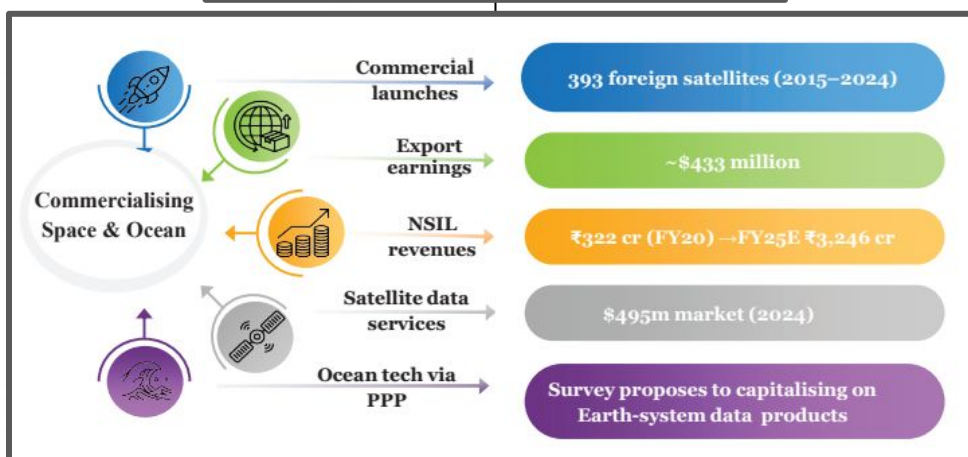 Commercialising
Space & Ocean
Commercial
launches
393 foreign satellites (2015–2024)
Export
earnings
~$433 million
NSIL
revenues
₹322 cr (FY20) →FY25E ₹3,246 cr
Satellite data
services
$495m market (2024)
Ocean tech via
PPP
Survey proposes to capitalising on
Earth-system data products